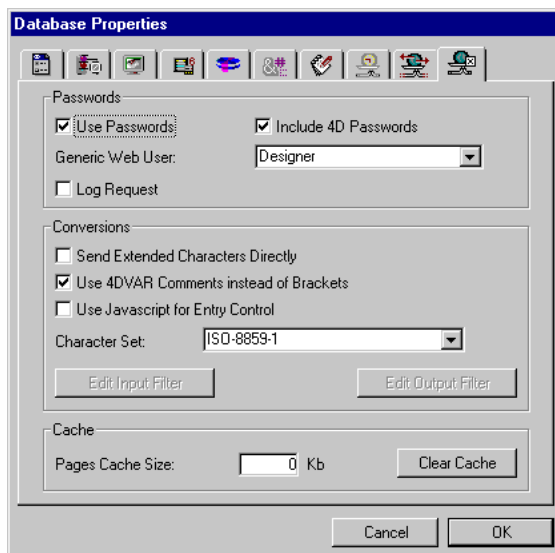 Database Properties
&#
Passwords
Use Passwords
Include 4D Passwords
Generic Web User:
Designer
Log Request
Conversions
Send Extended Characters Directly
Use 4DVAR Comments instead of Brackets
Use Javascript for Entry Control
Character Set:
ISO-8859-1
Edit Input Filter
Edit Output Filter
Cache
Pages Cache Size:
0 Kb
Clear Cache
Cancel
OK